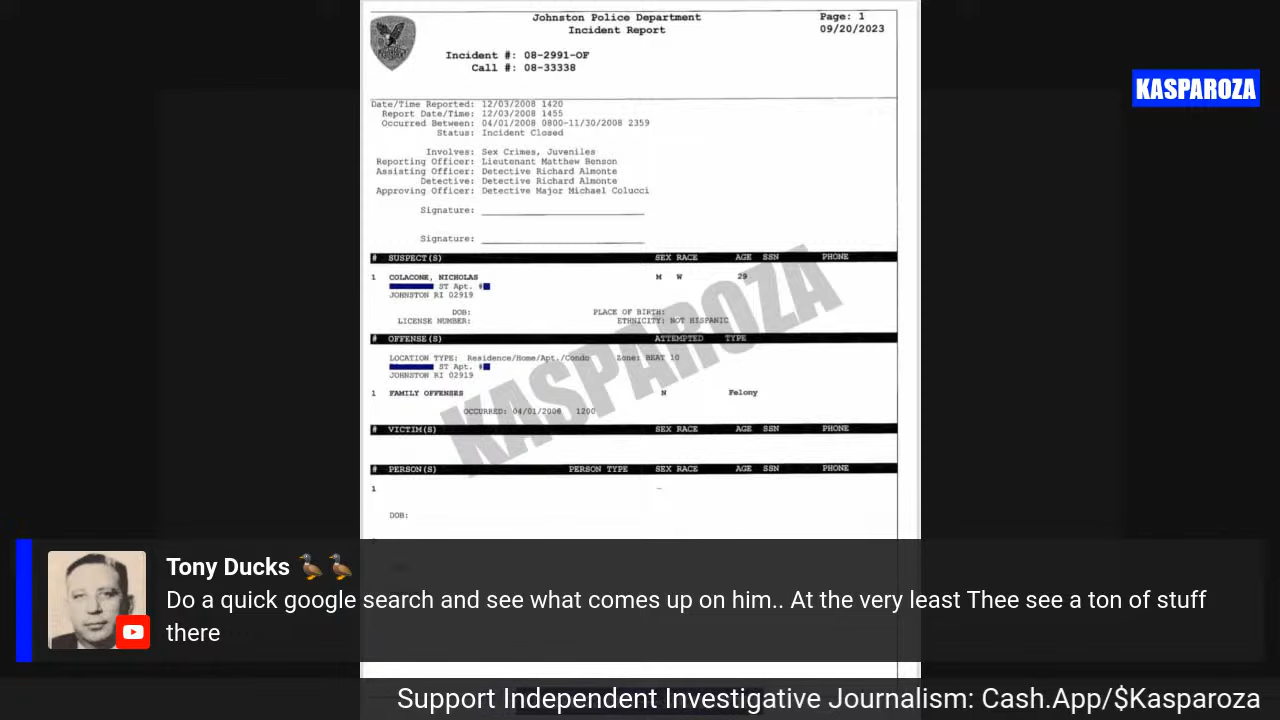 Johnston Police Department
Incident Report
Page: 1
09/20/2023
Incident #: 08-2991-OF
Call #: 08-33338
KASPAROZA
Date/Time Reported: 12/03/2008 1420
Report Date/Time: 12/03/2008 1455
Occurred Between: 04/01/2008 0800-11/30/2008 2359
Status: Incident Closed
Involves: Sex Crimes, Juveniles
Reporting Officer: Lieutenant Matthew Benson
Assisting Officer: Detective Richard Almonte
Detective: Detective Richard Almonte
Approving Officer: Detective Major Michael Colucci
Signature:
Signature:
# SUSPECT(S) SEX RACE AGE SSN PHONE
1 COLACONE, NICHOLAS M W 29
ST Apt. #
JOHNSTON RI 02919
DOB: PLACE OF BIRTH:
LICENSE NUMBER: ETHNICITY: NOT HISPANIC
# OFFENSE(S) ATTEMPTED TYPE
LOCATION TYPE: Residence/Home/Apt./Condo Zone: BEAT 10
ST Apt. #
JOHNSTON RI 02919
1 FAMILY OFFENSES N Felony
OCCURRED: 04/01/2008 1200
KASPAROZA
# VICTIM(S) SEX RACE AGE SSN PHONE
# PERSON(S) PERSON TYPE SEX RACE AGE SSN PHONE
1
DOB:
Tony Ducks 🦆🦆
Do a quick google search and see what comes up on him.. At the very least Thee see a ton of stuff
there
Support Independent Investigative Journalism: Cash.App/$Kasparoza